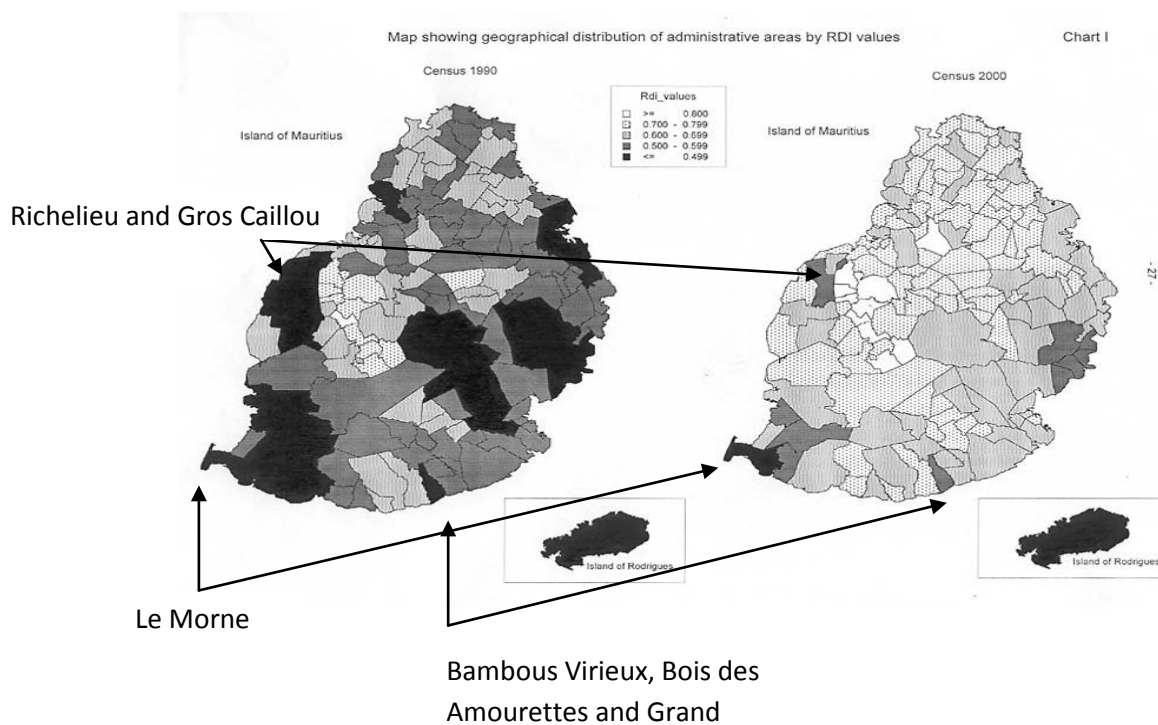 Map showing geographical distribution of administrative areas by RDI values
Chart I
Census 1990
Census 2000
Rdi_values
>= 0.800
0.700 - 0.799
0.600 - 0.699
0.500 - 0.599
<= 0.499
Island of Mauritius
Island of Mauritius
Richelieu and Gros Caillou
- 27 -
Island of Rodrigues
Island of Rodrigues
Le Morne
Bambous Virieux, Bois des
Amourettes and Grand